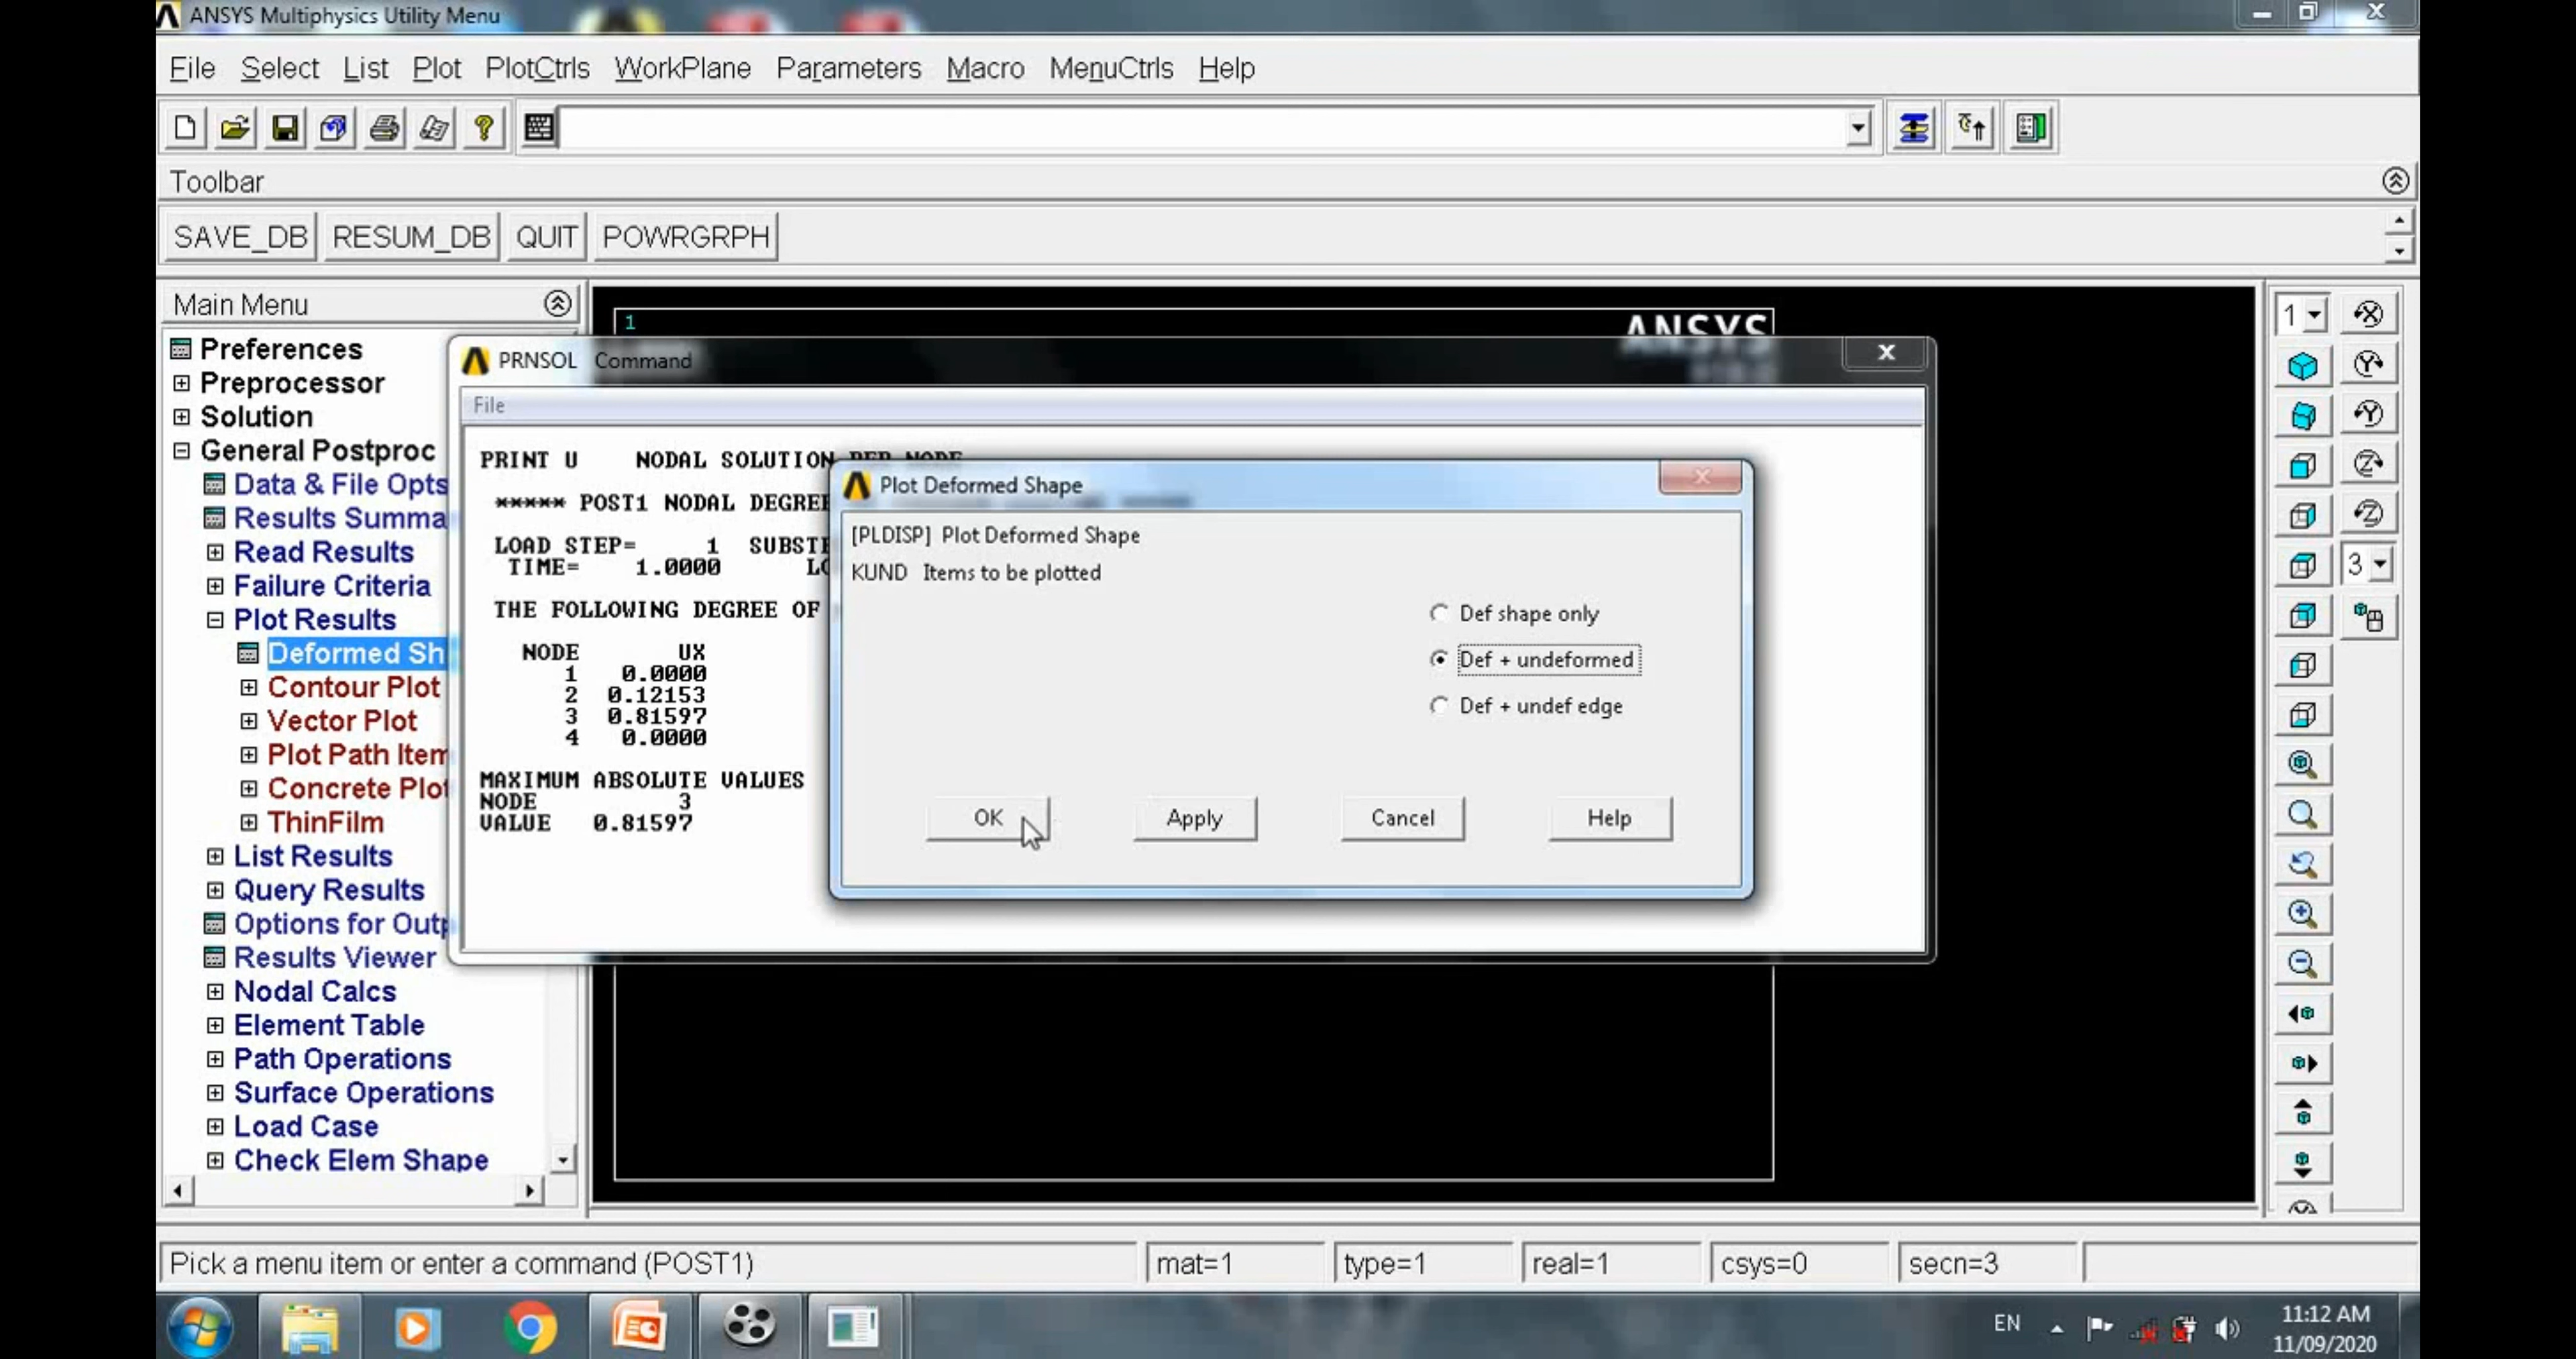 ANSYS Multiphysics Utility Menu
File Select List Plot PlotCtrls WorkPlane Parameters Macro MenuCtrls Help
Toolbar
SAVE_DB RESUM_DB QUIT POWRGRPH
Main Menu
Preferences
Preprocessor
Solution
General Postproc
Data & File Opts
Results Summa
Read Results
Failure Criteria
Plot Results
Deformed Sh
Contour Plot
Vector Plot
Plot Path Item
Concrete Plot
ThinFilm
List Results
Query Results
Options for Outp
Results Viewer
Nodal Calcs
Element Table
Path Operations
Surface Operations
Load Case
Check Elem Shape
1
ANSYS
PRNSOL Command
File
PRINT U NODAL SOLUTION PER NODE
***** POST1 NODAL DEGREE
LOAD STEP= 1 SUBSTE
TIME= 1.0000 LO
THE FOLLOWING DEGREE OF
NODE UX
1 0.0000
2 0.12153
3 0.81597
4 0.0000
MAXIMUM ABSOLUTE VALUES
NODE 3
VALUE 0.81597
Plot Deformed Shape
[PLDISP] Plot Deformed Shape
KUND Items to be plotted
Def shape only
Def + undeformed
Def + undef edge
OK Apply Cancel Help
1
3
Pick a menu item or enter a command (POST1)
mat=1 type=1 real=1 csys=0 secn=3
EN
11:12 AM
11/09/2020